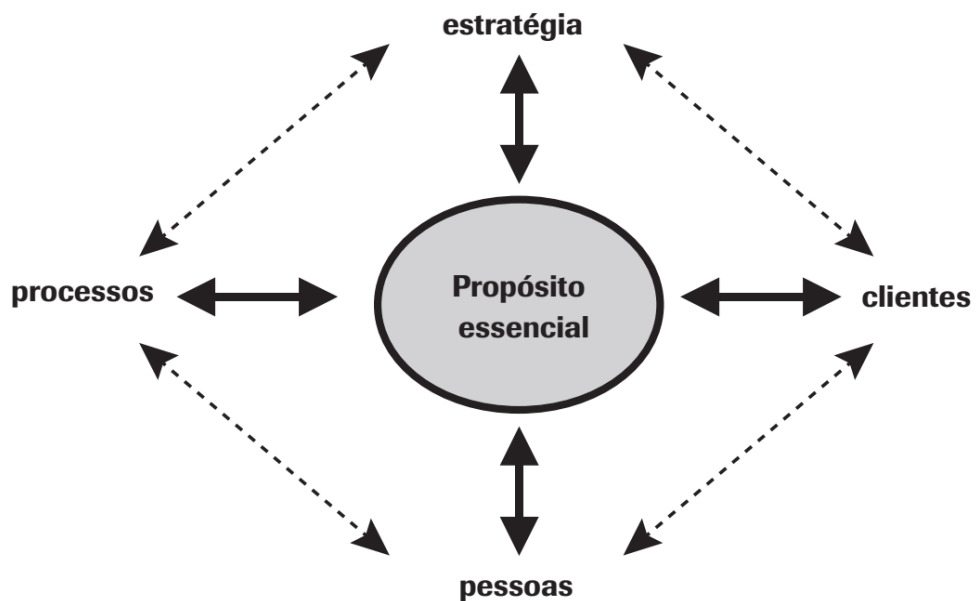 estratégia
processos
Propósito
essencial
clientes
pessoas